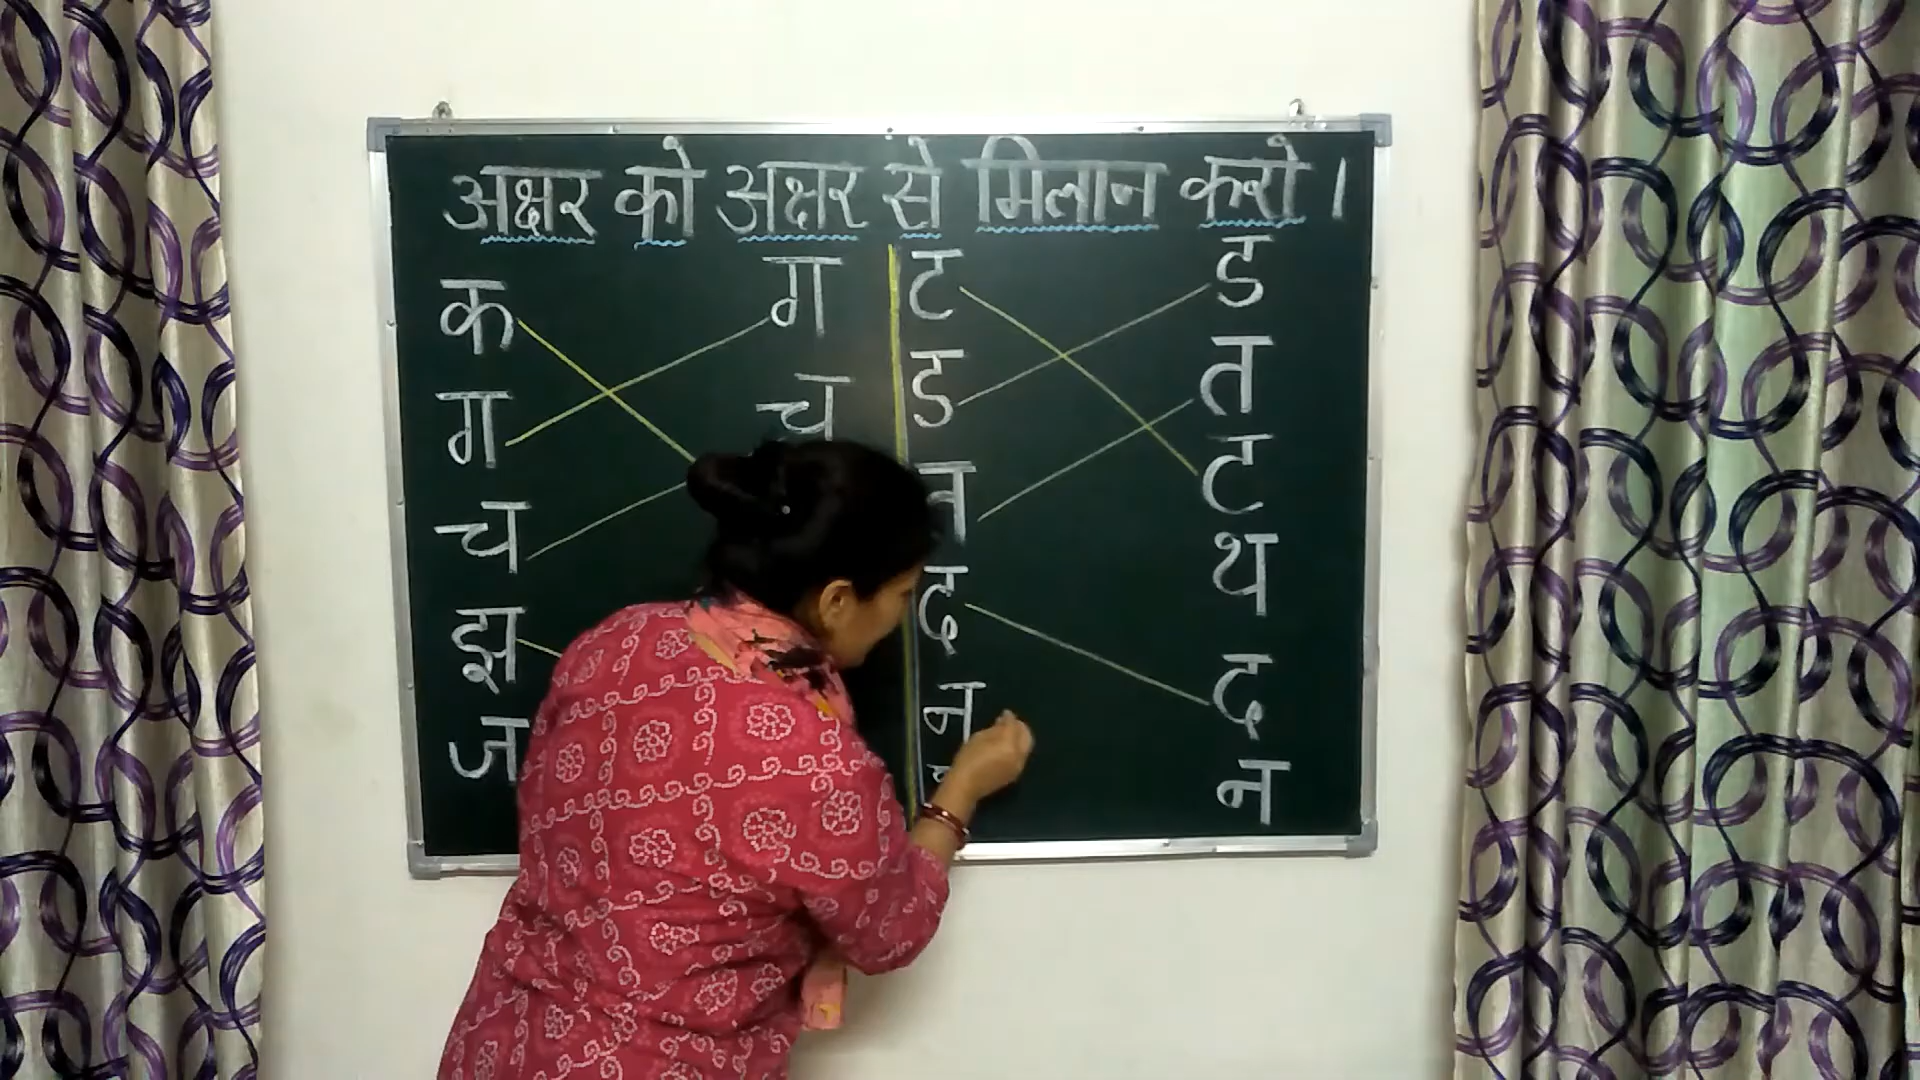 अक्षर को अक्षर से मिलान करो ।
क ग ट ड
ग च ड त
च त ट
झ द थ
ज न द
न